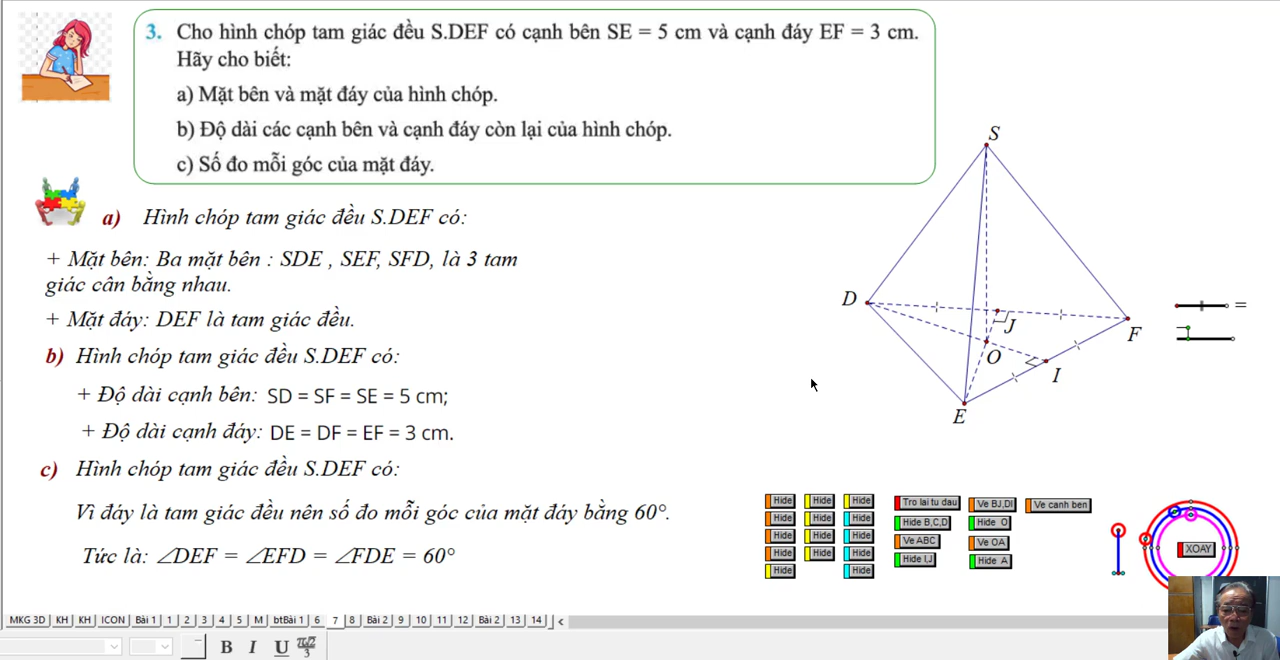 3. Cho hình chóp tam giác đều S.DEF có cạnh bên SE = 5 cm và cạnh đáy EF = 3 cm.
Hãy cho biết:
a) Mặt bên và mặt đáy của hình chóp.
b) Độ dài các cạnh bên và cạnh đáy còn lại của hình chóp.
c) Số đo mỗi góc của mặt đáy.
a) Hình chóp tam giác đều S.DEF có:
+ Mặt bên: Ba mặt bên : SDE , SEF, SFD, là 3 tam
giác cân bằng nhau.
+ Mặt đáy: DEF là tam giác đều.
b) Hình chóp tam giác đều S.DEF có:
+ Độ dài cạnh bên: SD = SF = SE = 5 cm;
+ Độ dài cạnh đáy: DE = DF = EF = 3 cm.
c) Hình chóp tam giác đều S.DEF có:
Vì đáy là tam giác đều nên số đo mỗi góc của mặt đáy bằng 60°.
Tức là: ∠DEF = ∠EFD = ∠FDE = 60°
S
D
J
F
O
I
E
=
Hide Hide Hide Tro lai tu dau Ve BJ,DI Ve canh ben
Hide Hide Hide Hide B,C,D Hide O
Hide Hide Hide Ve ABC Ve OA
Hide Hide Hide Hide I,J Hide A
Hide Hide
XOAY
MKG 3D KH KH ICON Bài 1 1 2 3 4 5 M btBài 1 6 7 8 Bài 2 9 10 11 12 Bài 2 13 14 <
B I U